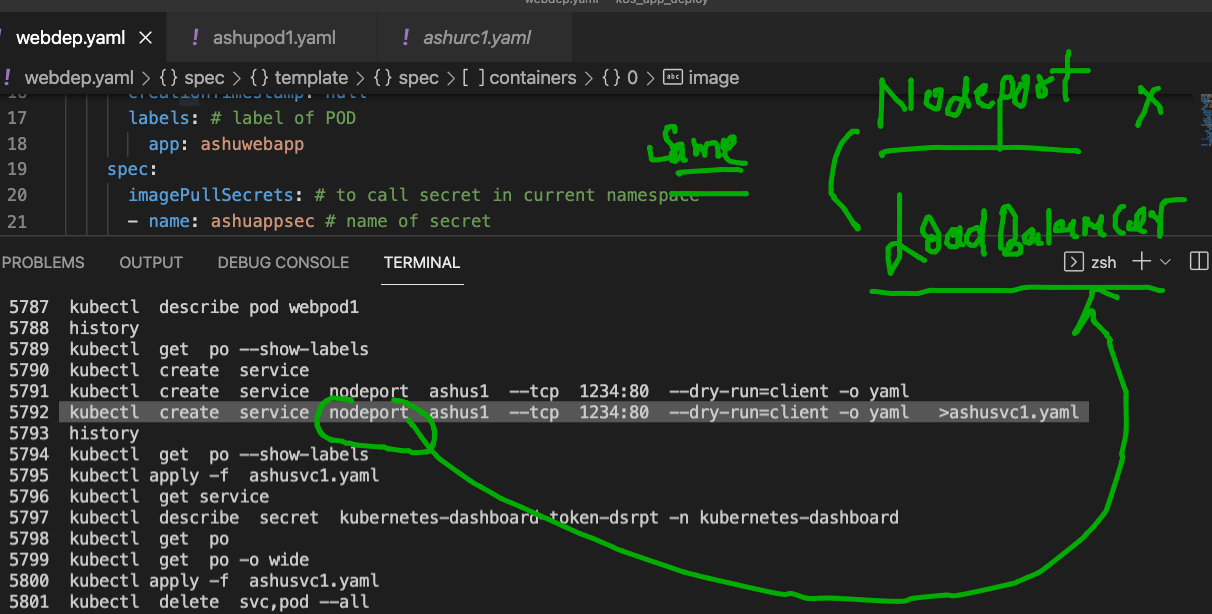 webdep.yaml — k8s_app_deploy
webdep.yaml × ! ashupod1.yaml ! ashurc1.yaml
! webdep.yaml > {} spec > {} template > {} spec > [ ] containers > {} 0 > abc image
16 creationTimestamp: null
17 labels: # label of POD
18 app: ashuwebapp
19 spec:
20 imagePullSecrets: # to call secret in current namespace
21 - name: ashuappsec # name of secret
Nodeport x
Same
LoadBalancer
PROBLEMS OUTPUT DEBUG CONSOLE TERMINAL zsh
5787 kubectl describe pod webpod1
5788 history
5789 kubectl get po --show-labels
5790 kubectl create service
5791 kubectl create service nodeport ashus1 --tcp 1234:80 --dry-run=client -o yaml
5792 kubectl create service nodeport ashus1 --tcp 1234:80 --dry-run=client -o yaml >ashusvc1.yaml
5793 history
5794 kubectl get po --show-labels
5795 kubectl apply -f ashusvc1.yaml
5796 kubectl get service
5797 kubectl describe secret kubernetes-dashboard-token-dsrpt -n kubernetes-dashboard
5798 kubectl get po
5799 kubectl get po -o wide
5800 kubectl apply -f ashusvc1.yaml
5801 kubectl delete svc,pod --all